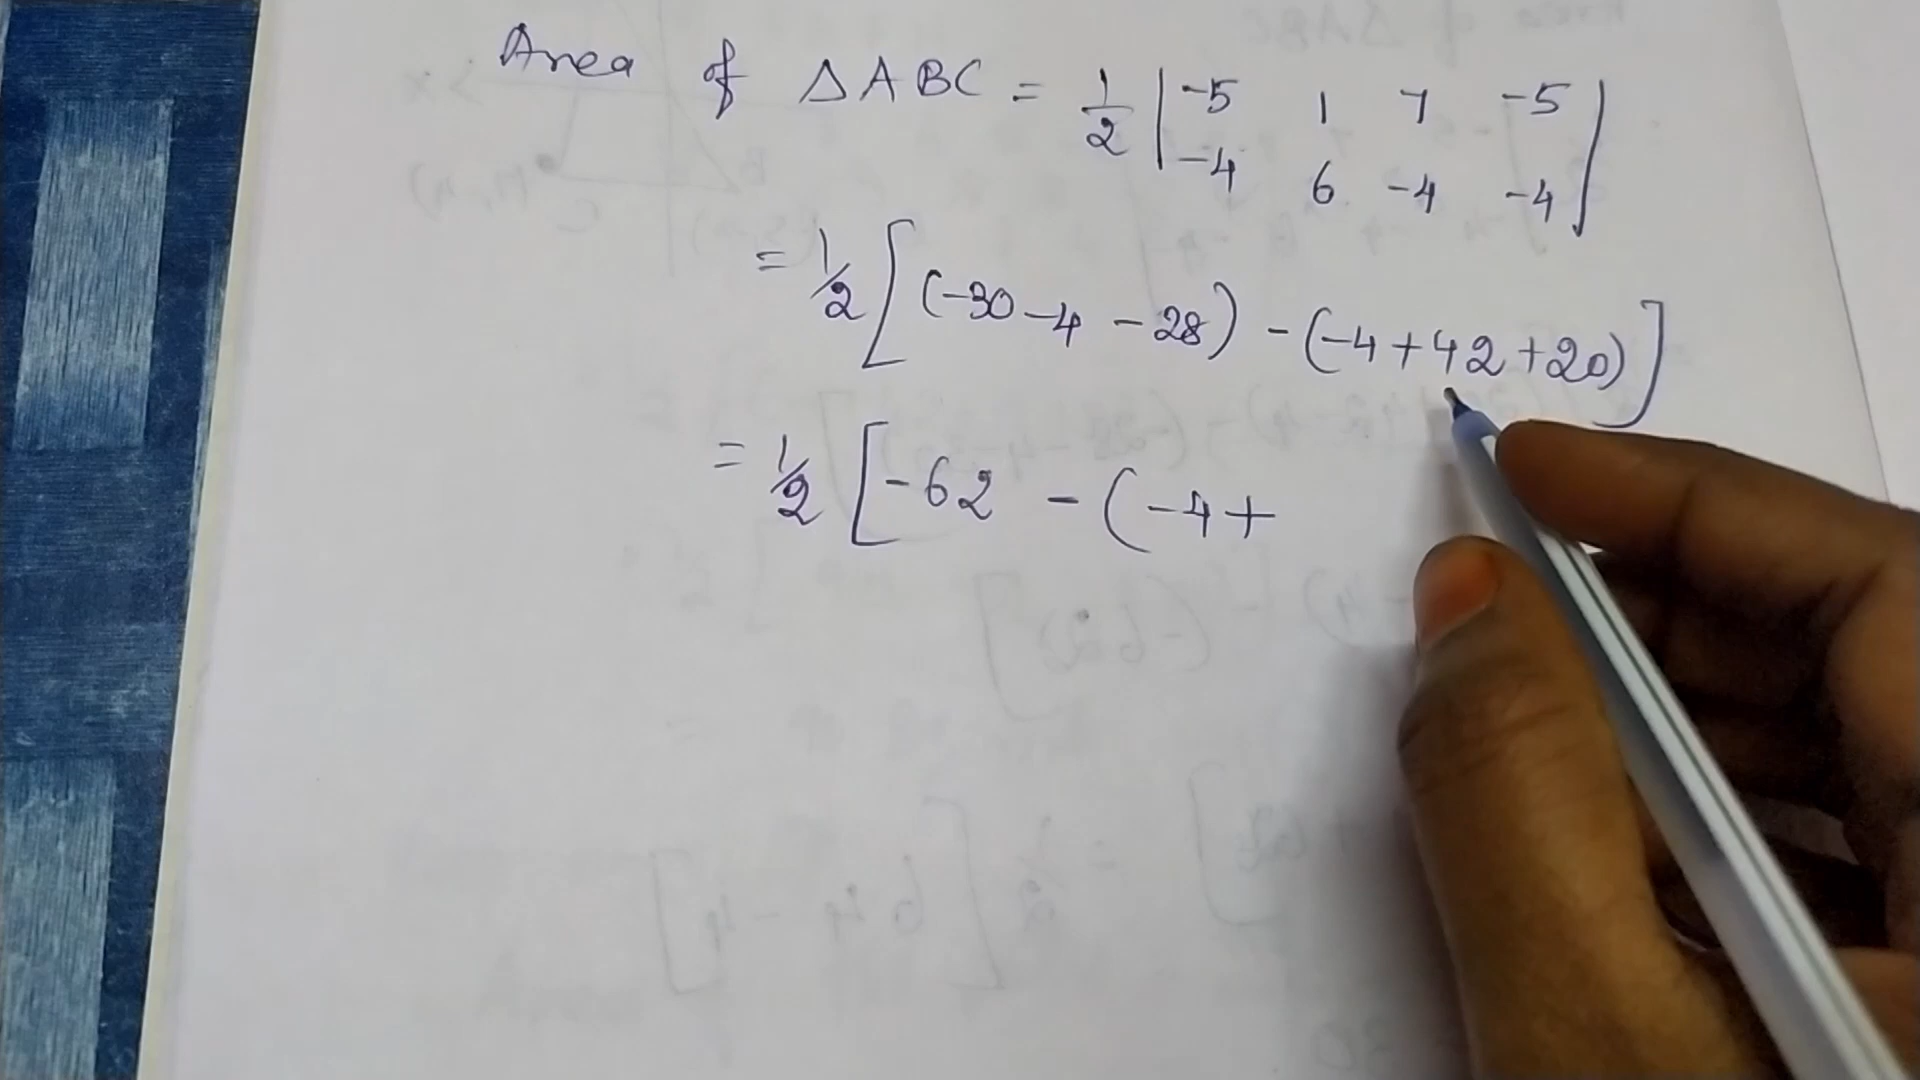 Area of △ABC = 1/2 | -5 1 7 -5 |
-4 6 -4 -4
= 1/2 [ (-30 -4 -28) - (-4+42+20) ]
= 1/2 [ -62 - (-4+